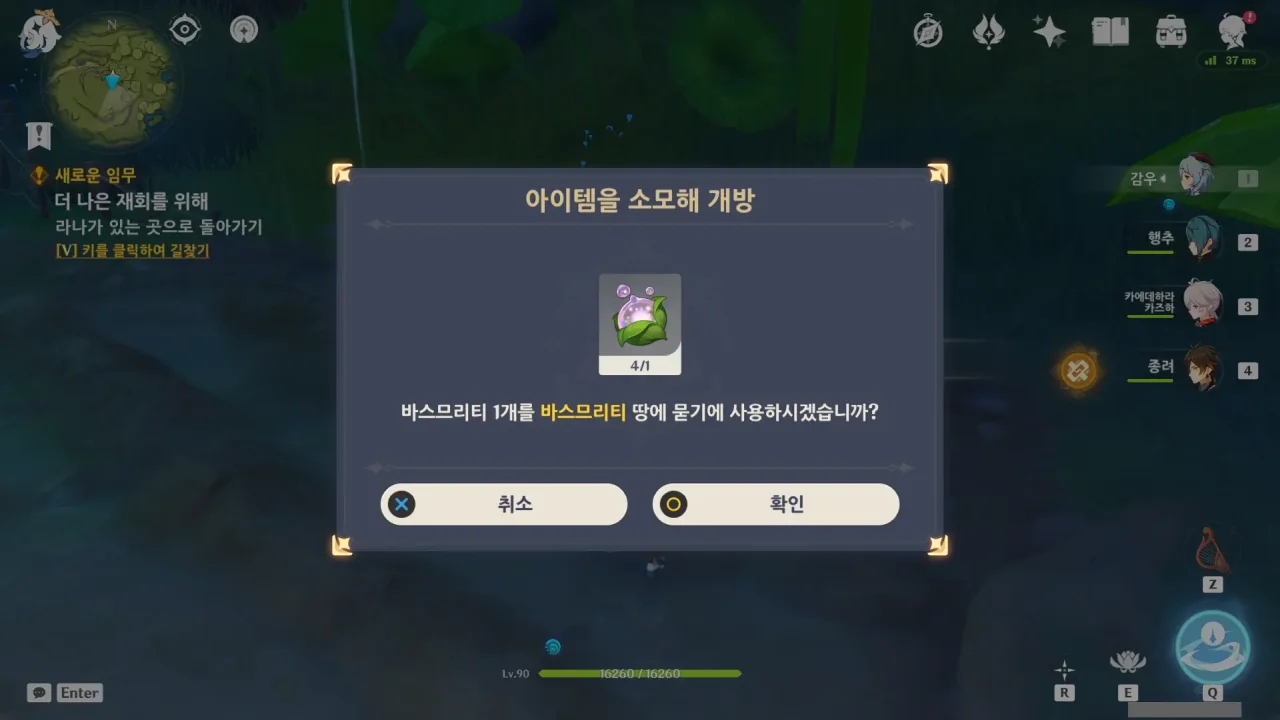 N
37 ms
새로운 임무
더 나은 재회를 위해
라나가 있는 곳으로 돌아가기
[V] 키를 클릭하여 길찾기
아이템을 소모해 개방
4/1
바스므리티 1개를 바스므리티 땅에 묻기에 사용하시겠습니까?
취소
확인
감우
1
행추
2
카에데하라
카즈하
3
종려
4
Z
Lv.90
16260 / 16260
Enter
R
E
Q